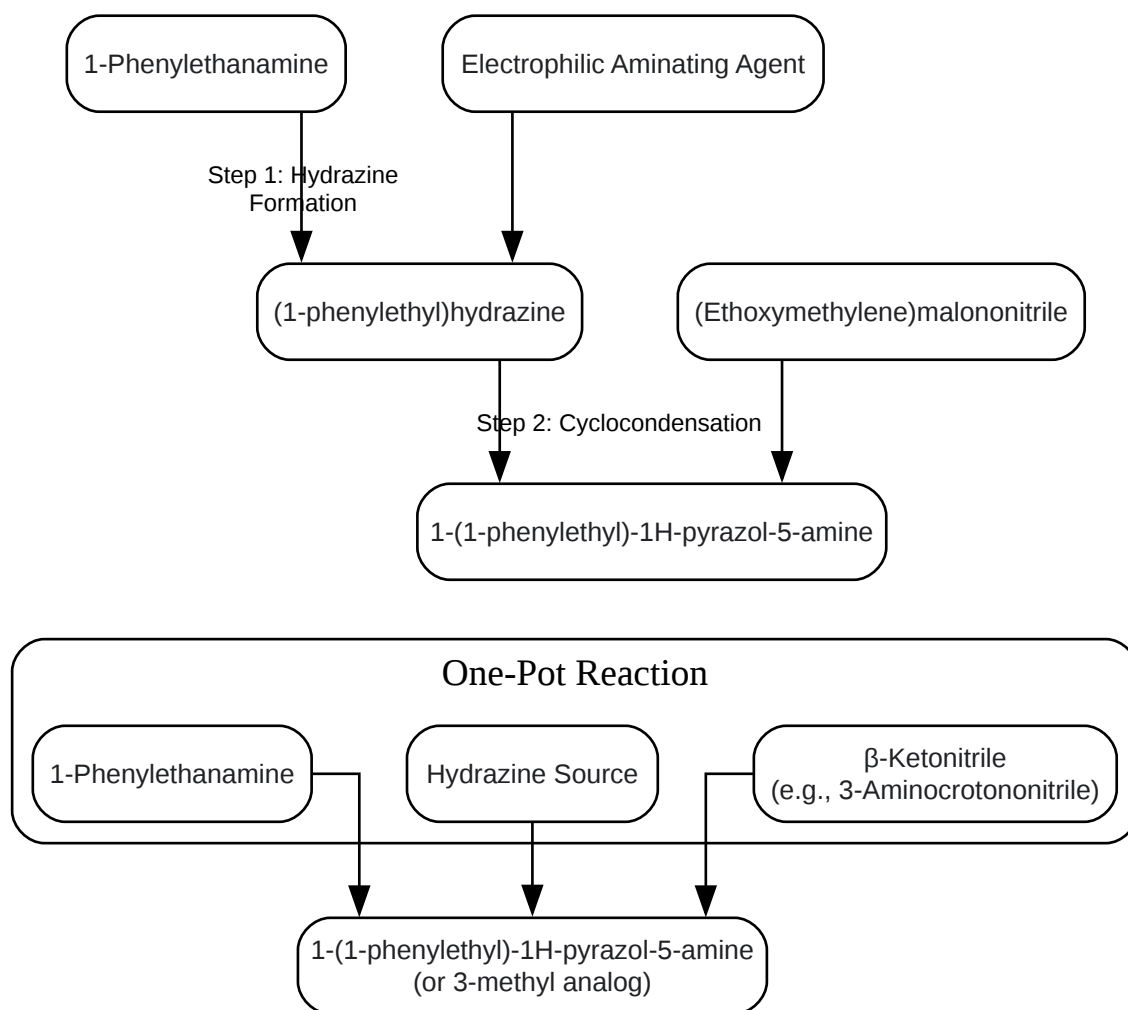 1-Phenylethanamine
Electrophilic Aminating Agent
Step 1: Hydrazine
Formation
(1-phenylethyl)hydrazine
(Ethoxymethylene)malononitrile
Step 2: Cyclocondensation
1-(1-phenylethyl)-1H-pyrazol-5-amine
One-Pot Reaction
1-Phenylethanamine
Hydrazine Source
β-Ketonitrile
(e.g., 3-Aminocrotononitrile)
1-(1-phenylethyl)-1H-pyrazol-5-amine
(or 3-methyl analog)